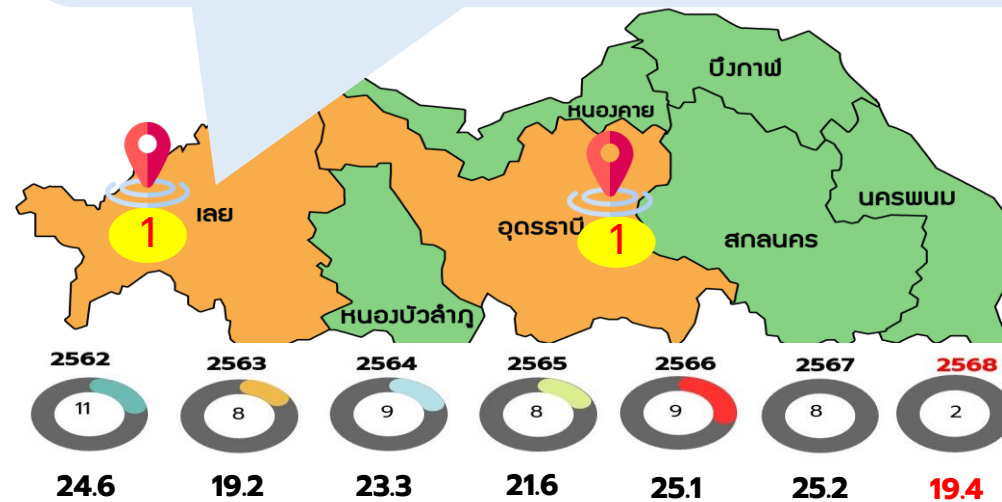 บึงกาฬ
หนองคาย
นครพนม
เลย
อุดรธานี
สกลนคร
1
1
หนองบัวลำภู
2562 2563 2564 2565 2566 2567 2568
11 8 9 8 9 8 2
24.6 19.2 23.3 21.6 25.1 25.2 19.4